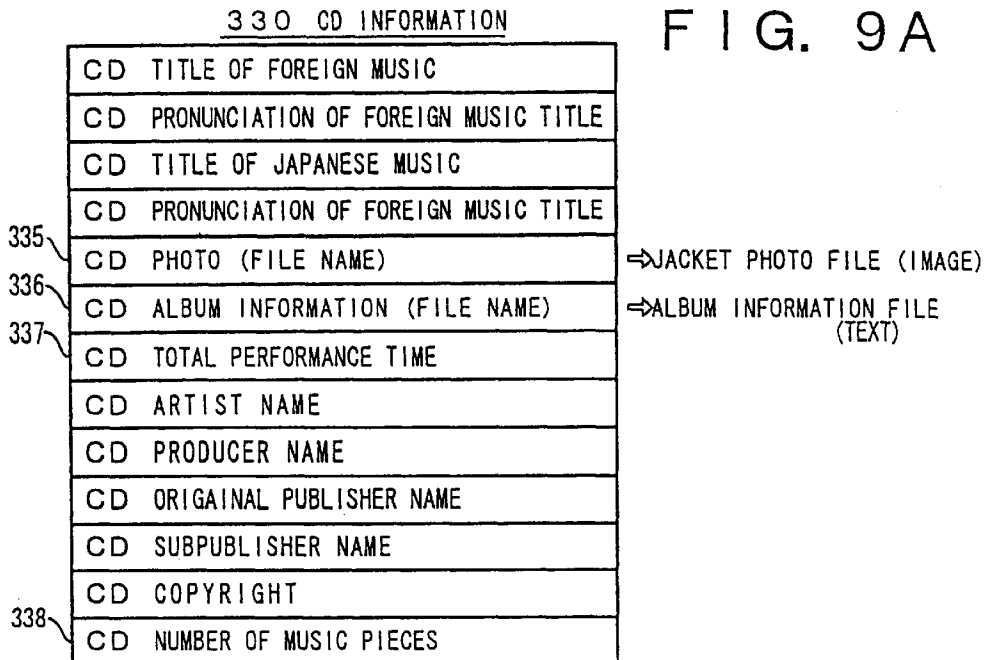 330 CD INFORMATION
FIG. 9A
CD TITLE OF FOREIGN MUSIC
CD PRONUNCIATION OF FOREIGN MUSIC TITLE
CD TITLE OF JAPANESE MUSIC
CD PRONUNCIATION OF FOREIGN MUSIC TITLE
335
CD PHOTO (FILE NAME)
⇨JACKET PHOTO FILE (IMAGE)
336
CD ALBUM INFORMATION (FILE NAME)
⇨ALBUM INFORMATION FILE
(TEXT)
337
CD TOTAL PERFORMANCE TIME
CD ARTIST NAME
CD PRODUCER NAME
CD ORIGAINAL PUBLISHER NAME
CD SUBPUBLISHER NAME
CD COPYRIGHT
338
CD NUMBER OF MUSIC PIECES